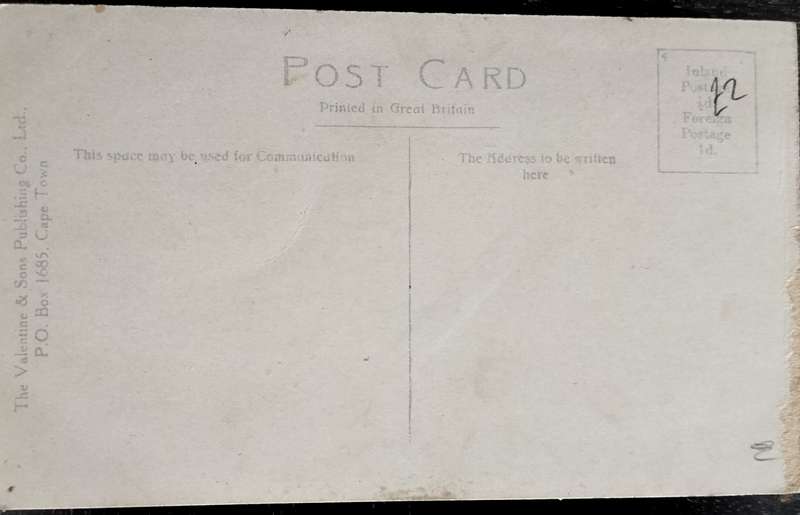 POST CARD
Printed in Great Britain
This space may be used for Communication
The Address to be written
here
Inland
Postage
½d.
Foreign
Postage
1d.
The Valentine & Sons Publishing Co., Ltd.,
P.O. Box 1685, Cape Town